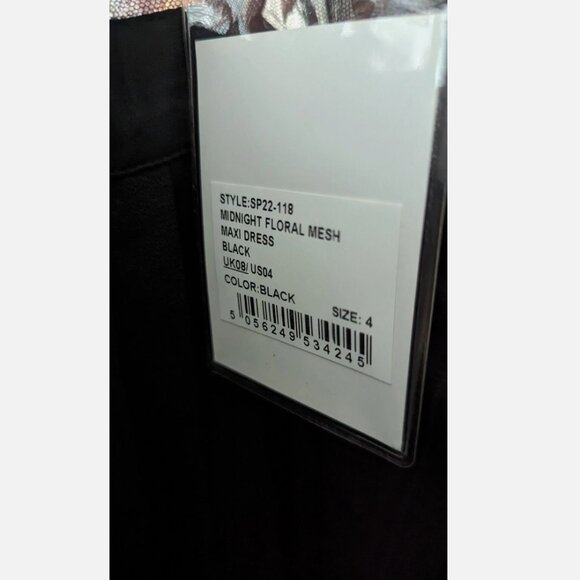 STYLE:SP22-118
MIDNIGHT FLORAL MESH
MAXI DRESS
BLACK
UK08/ US04
COLOR:BLACK
SIZE: 4
5 056249 534245